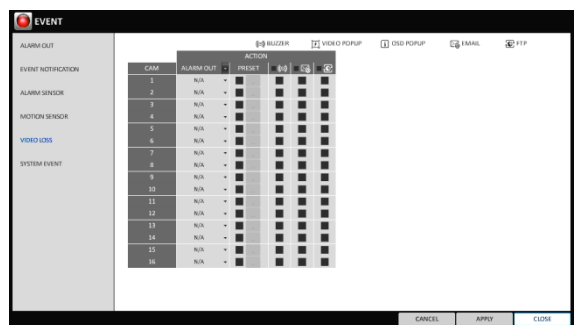 EVENT
ALARM OUT
EVENT NOTIFICATION
ALARM SENSOR
MOTION SENSOR
VIDEO LOSS
SYSTEM EVENT
BUZZER VIDEO POPUP OSD POPUP EMAIL FTP
ACTION
CAM ALARM OUT PRESET
1 N/A
2 N/A
3 N/A
4 N/A
5 N/A
6 N/A
7 N/A
8 N/A
9 N/A
10 N/A
11 N/A
12 N/A
13 N/A
14 N/A
15 N/A
16 N/A
CANCEL APPLY CLOSE